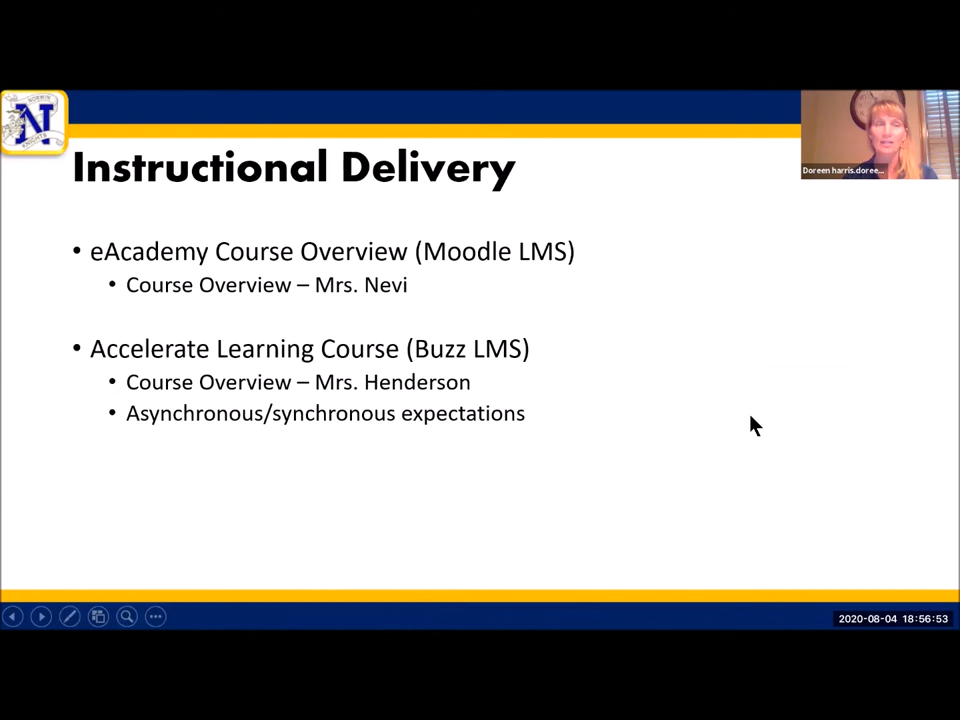 N
KNIGHTS
Instructional Delivery
Doreen harris.doree...
• eAcademy Course Overview (Moodle LMS)
• Course Overview – Mrs. Nevi
• Accelerate Learning Course (Buzz LMS)
• Course Overview – Mrs. Henderson
• Asynchronous/synchronous expectations
2020-08-04 18:56:53